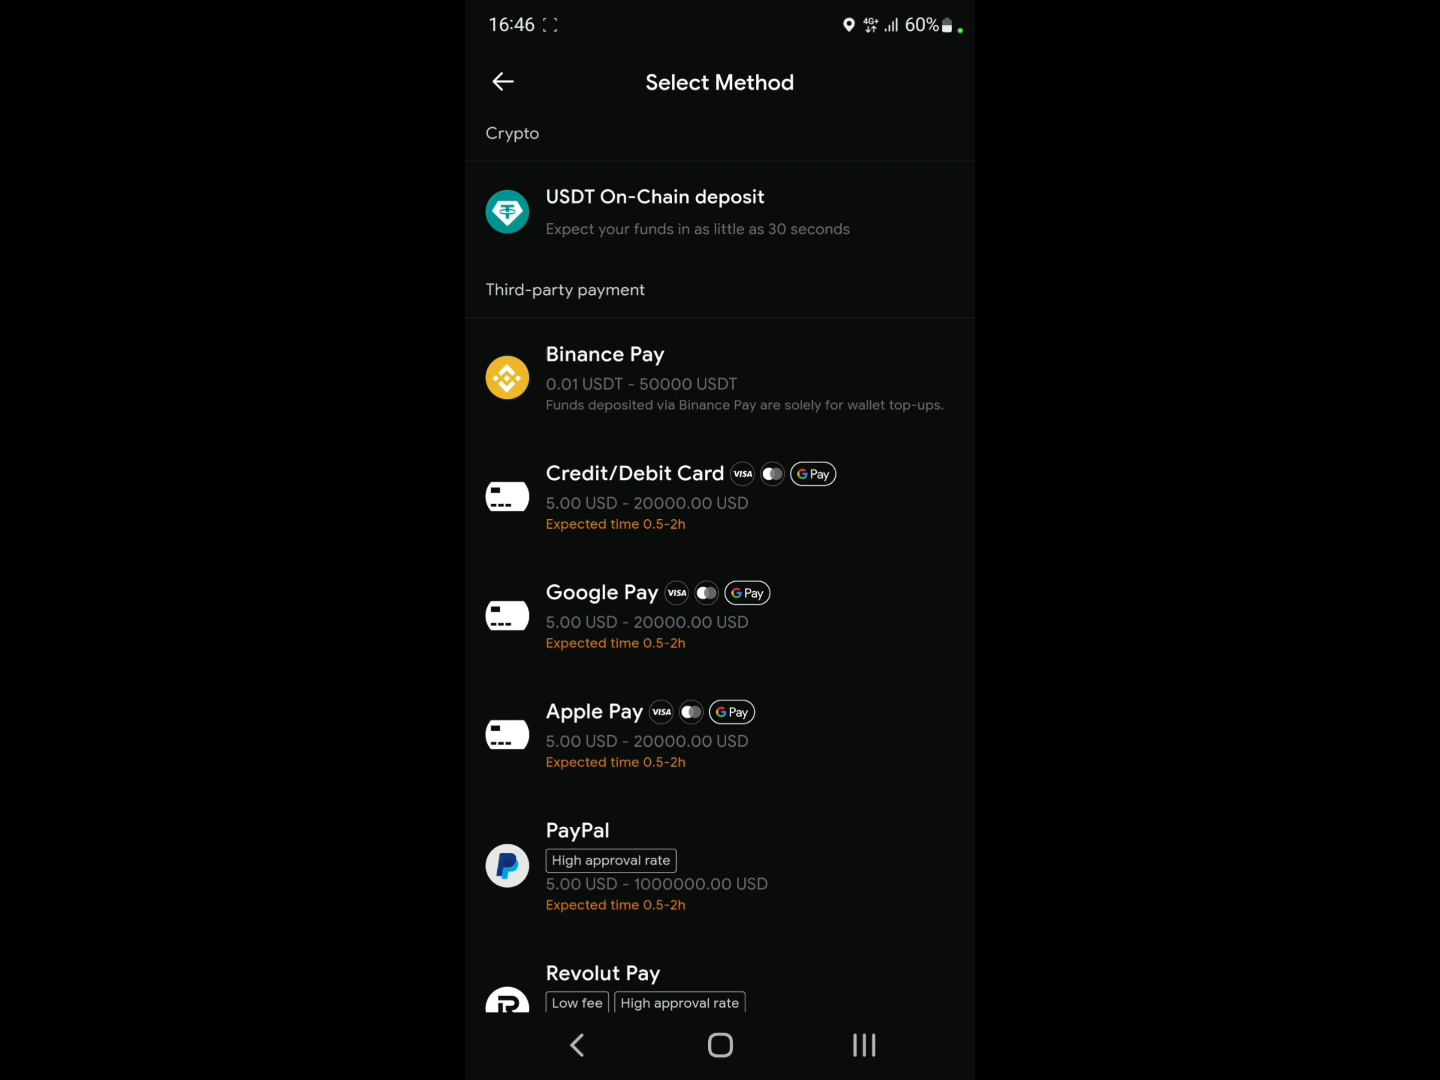 16:46 4G+ 60%
Select Method
Crypto
USDT On-Chain deposit
Expect your funds in as little as 30 seconds
Third-party payment
Binance Pay
0.01 USDT - 50000 USDT
Funds deposited via Binance Pay are solely for wallet top-ups.
Credit/Debit Card VISA G Pay
5.00 USD - 20000.00 USD
Expected time 0.5-2h
Google Pay VISA G Pay
5.00 USD - 20000.00 USD
Expected time 0.5-2h
Apple Pay VISA G Pay
5.00 USD - 20000.00 USD
Expected time 0.5-2h
PayPal
High approval rate
5.00 USD - 1000000.00 USD
Expected time 0.5-2h
Revolut Pay
Low fee High approval rate